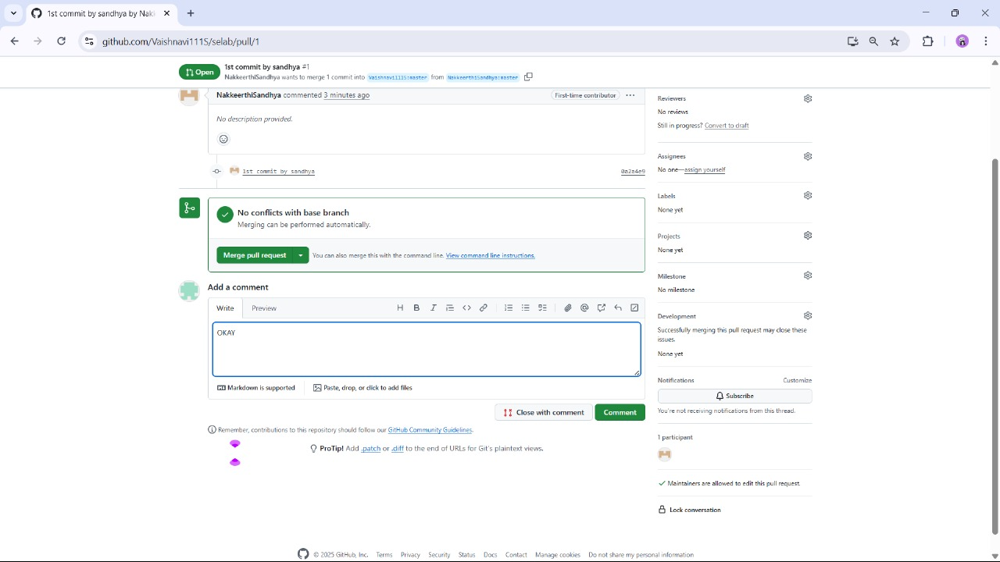 1st commit by sandhya by Nak
github.com/Vaishnavi1115/selab/pull/1
Open
1st commit by sandhya #1
NakkeerthiSandhya wants to merge 1 commit into Vaishnavi1115:master from NakkeerthiSandhya:master
NakkeerthiSandhya commented 3 minutes ago
First-time contributor
No description provided.
1st commit by sandhya
0a2a4e9
No conflicts with base branch
Merging can be performed automatically.
Merge pull request
You can also merge this with the command line. View command line instructions.
Add a comment
Write
Preview
OKAY
Markdown is supported
Paste, drop, or click to add files
Close with comment
Comment
Remember, contributions to this repository should follow our GitHub Community Guidelines.
ProTip! Add .patch or .diff to the end of URLs for Git's plaintext views.
Reviewers
No reviews
Still in progress? Convert to draft
Assignees
No one—assign yourself
Labels
None yet
Projects
None yet
Milestone
No milestone
Development
Successfully merging this pull request may close these
issues.
None yet
Notifications
Customize
Subscribe
You're not receiving notifications from this thread.
1 participant
Maintainers are allowed to edit this pull request.
Lock conversation
© 2025 GitHub, Inc.
Terms
Privacy
Security
Status
Docs
Contact
Manage cookies
Do not share my personal information